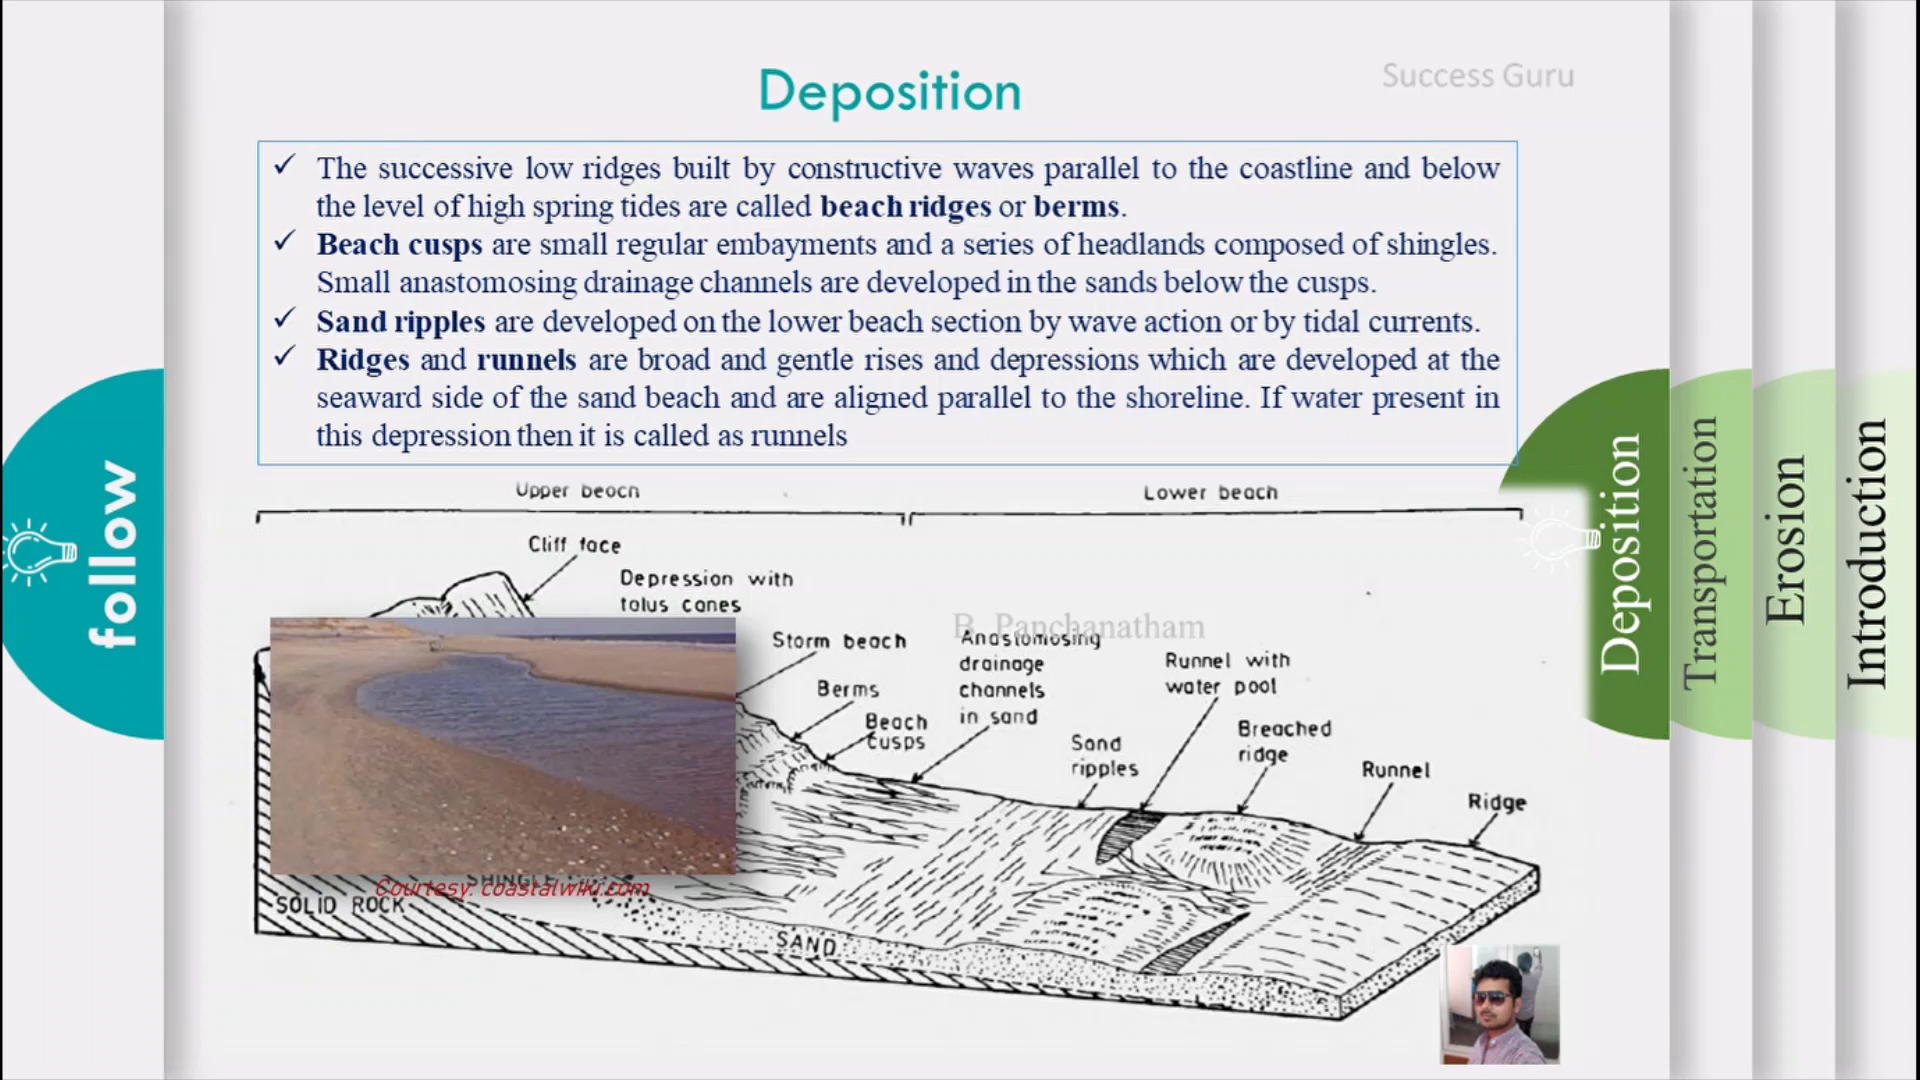 Deposition
Success Guru
✓ The successive low ridges built by constructive waves parallel to the coastline and below
the level of high spring tides are called beach ridges or berms.
✓ Beach cusps are small regular embayments and a series of headlands composed of shingles.
Small anastomosing drainage channels are developed in the sands below the cusps.
✓ Sand ripples are developed on the lower beach section by wave action or by tidal currents.
✓ Ridges and runnels are broad and gentle rises and depressions which are developed at the
seaward side of the sand beach and are aligned parallel to the shoreline. If water present in
this depression then it is called as runnels
follow
Deposition
Transportation
Erosion
Introduction
Upper beach
Lower beach
Cliff face
Depression with
talus cones
B. Panchanatham
Storm beach
Anastomosing
drainage
channels
in sand
Berms
Beach
cusps
Runnel with
water pool
Sand
ripples
Breached
ridge
Runnel
Ridge
SHINGLE
Courtesy: coastalwiki.com
SOLID ROCK
SAND